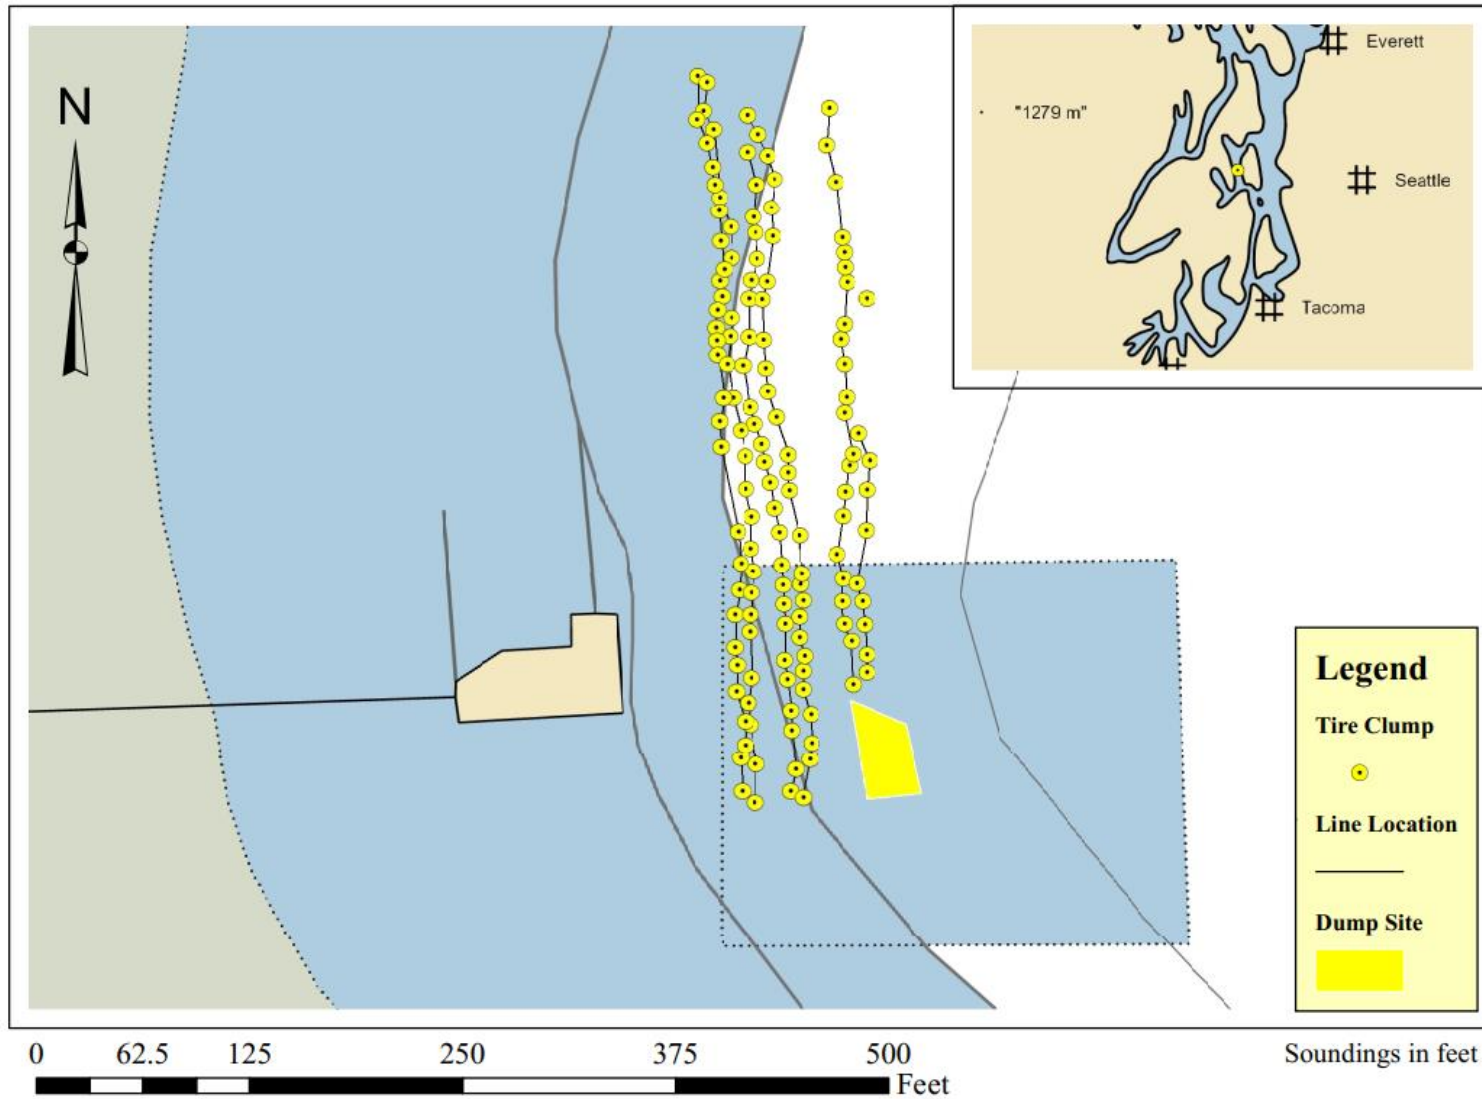 N
"1279 m"
Everett
Seattle
Tacoma
Legend
Tire Clump
Line Location
Dump Site
0 62.5 125 250 375 500
Feet
Soundings in feet